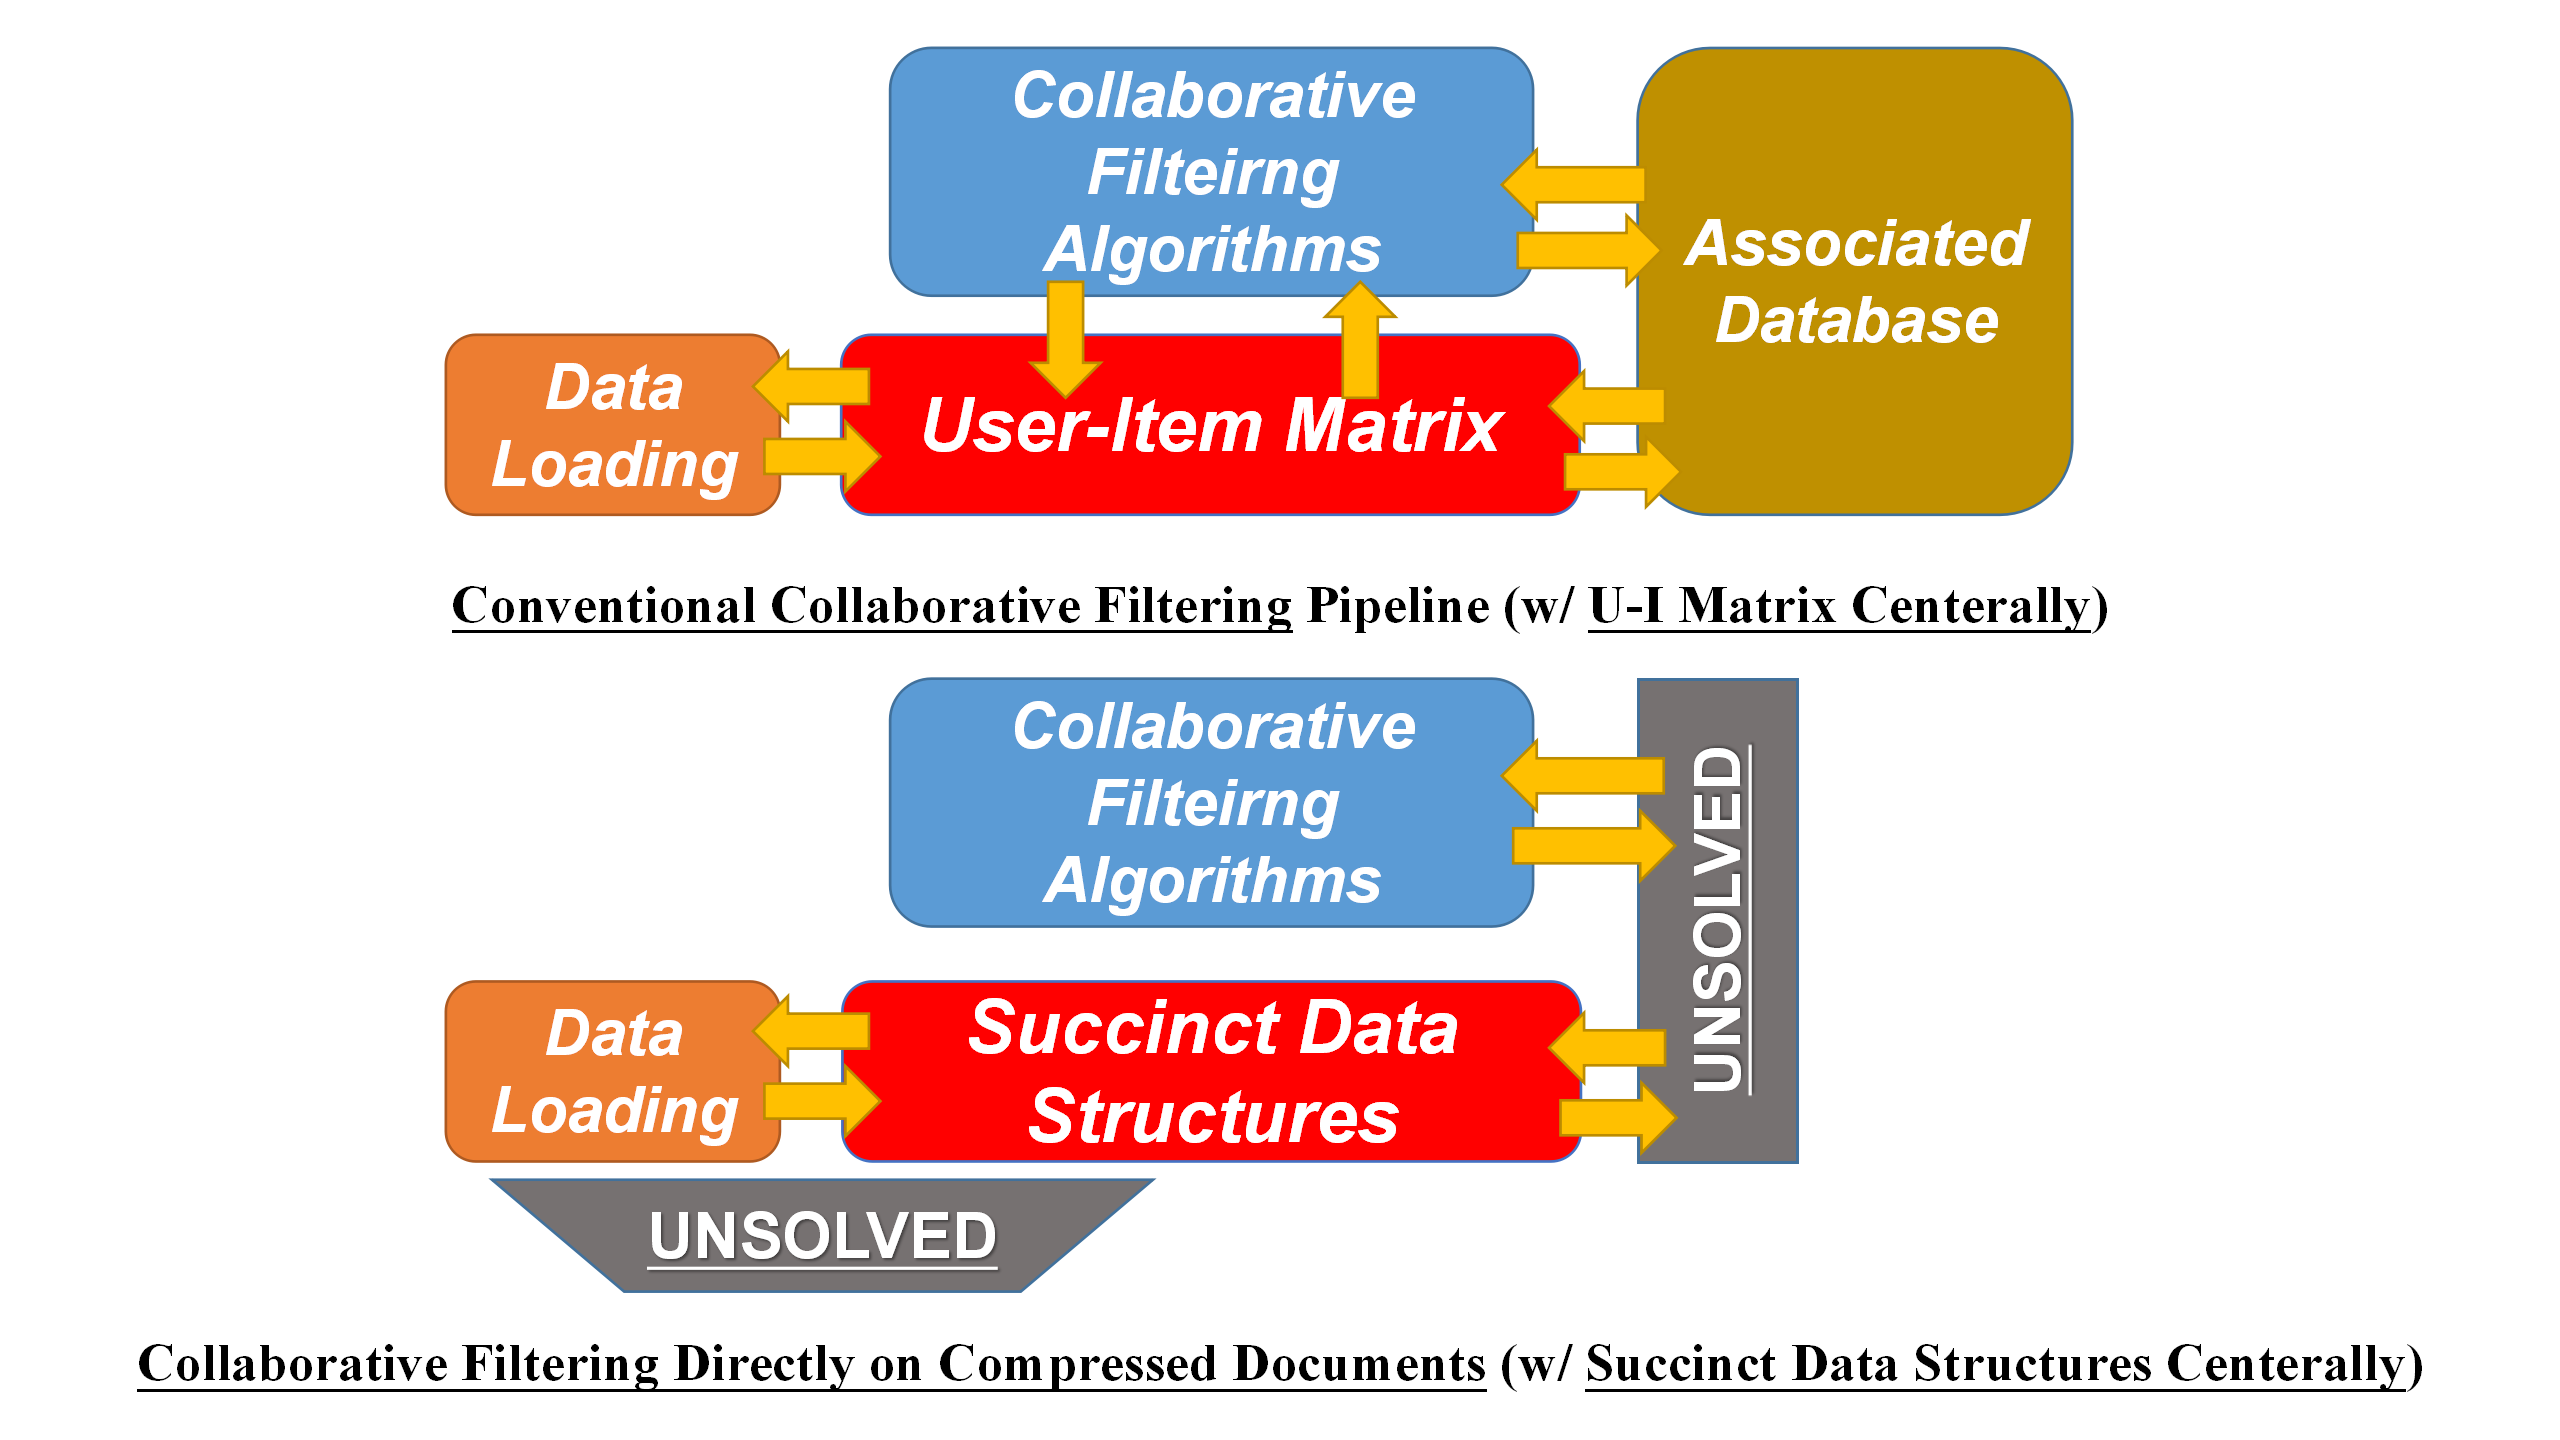 Collaborative
Filteirng
Algorithms
Associated
Database
Data
Loading
User-Item Matrix
Conventional Collaborative Filtering Pipeline (w/ U-I Matrix Centerally)
Collaborative
Filteirng
Algorithms
UNSOLVED
Data
Loading
Succinct Data
Structures
UNSOLVED
Collaborative Filtering Directly on Compressed Documents (w/ Succinct Data Structures Centerally)